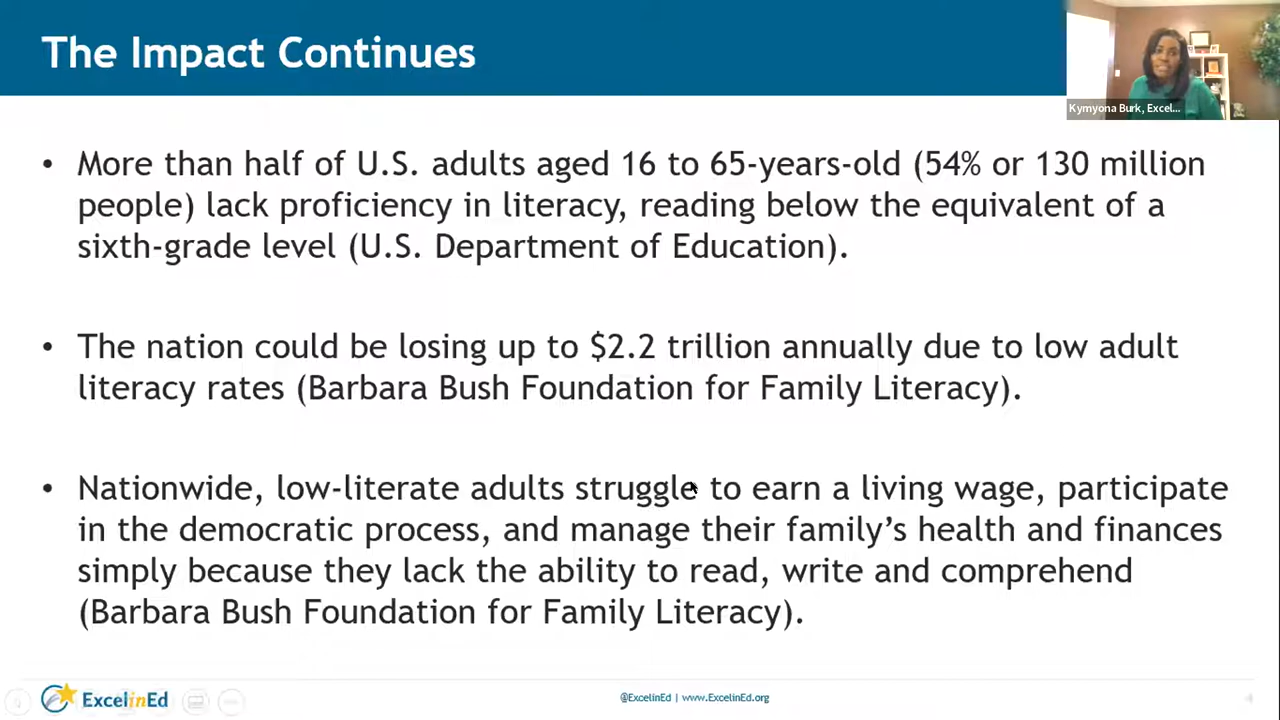 The Impact Continues
Kymyona Burk, Excel...
• More than half of U.S. adults aged 16 to 65-years-old (54% or 130 million
people) lack proficiency in literacy, reading below the equivalent of a
sixth-grade level (U.S. Department of Education).
• The nation could be losing up to $2.2 trillion annually due to low adult
literacy rates (Barbara Bush Foundation for Family Literacy).
• Nationwide, low-literate adults struggle to earn a living wage, participate
in the democratic process, and manage their family’s health and finances
simply because they lack the ability to read, write and comprehend
(Barbara Bush Foundation for Family Literacy).
ExcelinEd
@ExcelinEd | www.ExcelinEd.org